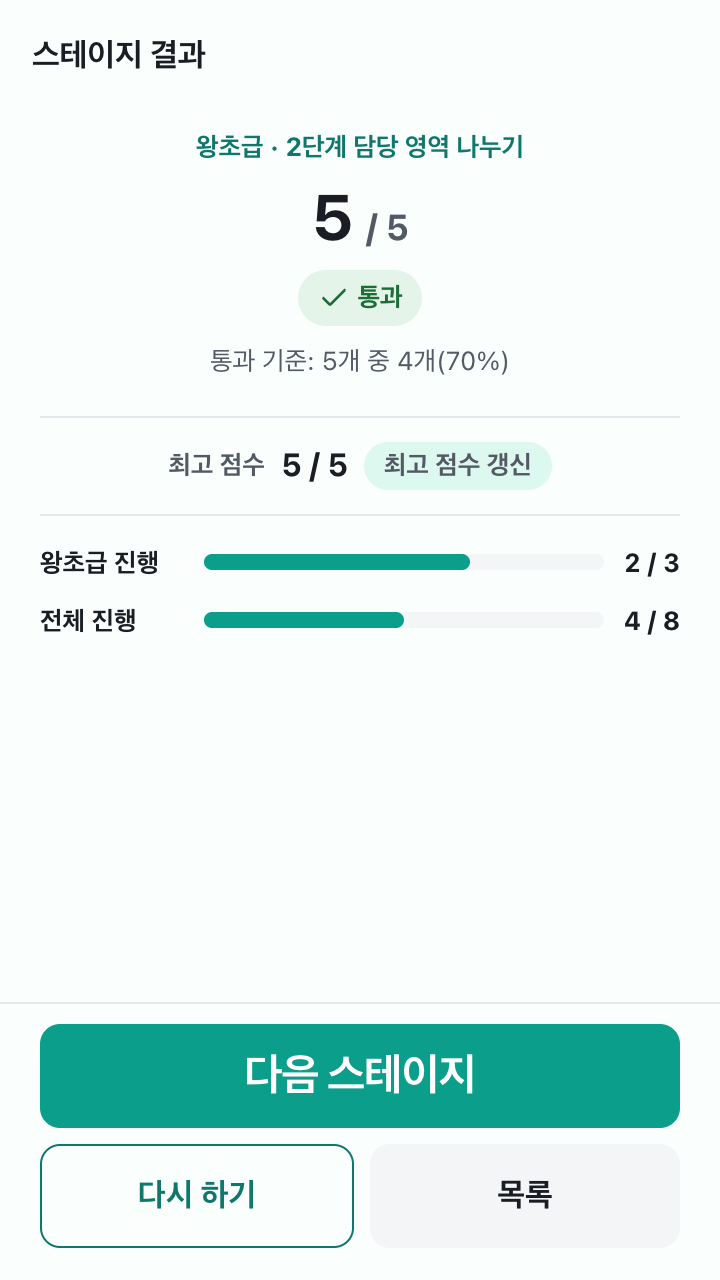 스테이지 결과
왕초급 · 2단계 담당 영역 나누기
5 / 5
통과
통과 기준: 5개 중 4개(70%)
최고 점수 5 / 5 최고 점수 갱신
왕초급 진행 2 / 3
전체 진행 4 / 8
다음 스테이지
다시 하기 목록